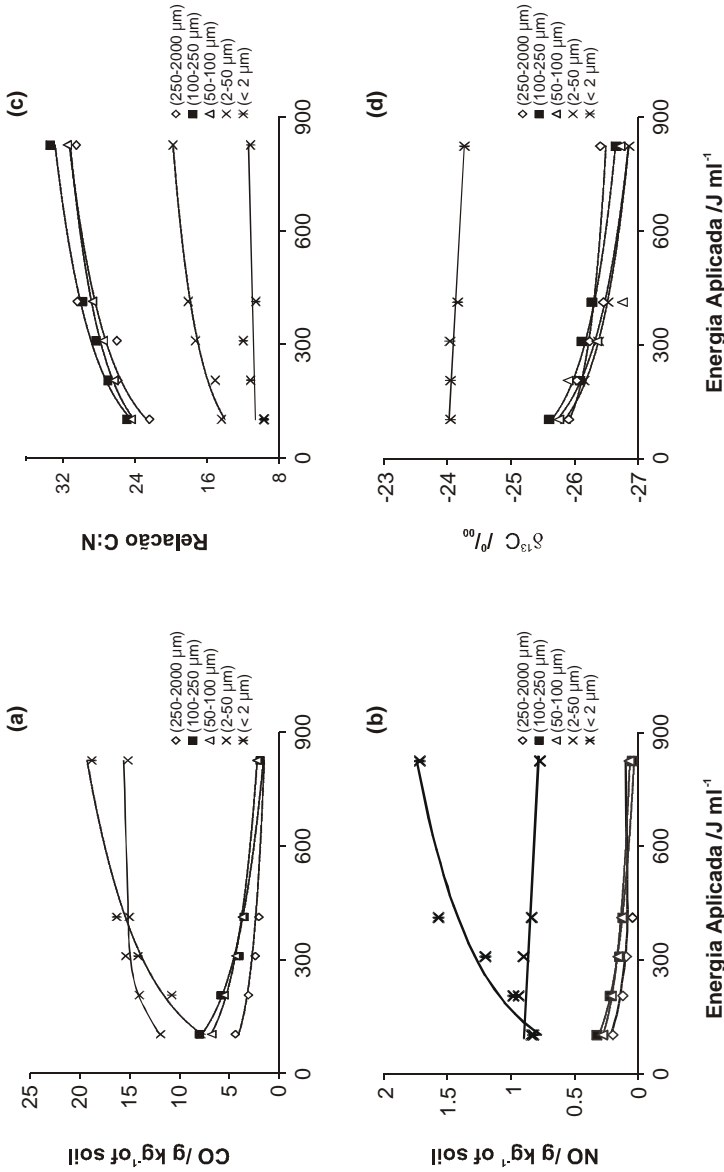 (a)
CO /g kg⁻¹of soil
25
20
15
10
5
0
0
300
600
900
◇(250-2000 µm)
■(100-250 µm)
△(50-100 µm)
×(2-50 µm)
✳(< 2 µm)
(c)
Relacão C:N
32
24
16
8
0
300
600
900
◇(250-2000 µm)
■(100-250 µm)
△(50-100 µm)
×(2-50 µm)
✳(< 2 µm)
(b)
NO /g kg⁻¹ of soil
2
1.5
1
0.5
0
0
300
600
900
Energia Aplicada /J ml⁻¹
◇(250-2000 µm)
■(100-250 µm)
△(50-100 µm)
×(2-50 µm)
✳(< 2 µm)
(d)
δ¹³C /⁰/₀₀
-23
-24
-25
-26
-27
0
300
600
900
Energia Aplicada /J ml⁻¹
◇(250-2000 µm)
■(100-250 µm)
△(50-100 µm)
×(2-50 µm)
✳(< 2 µm)